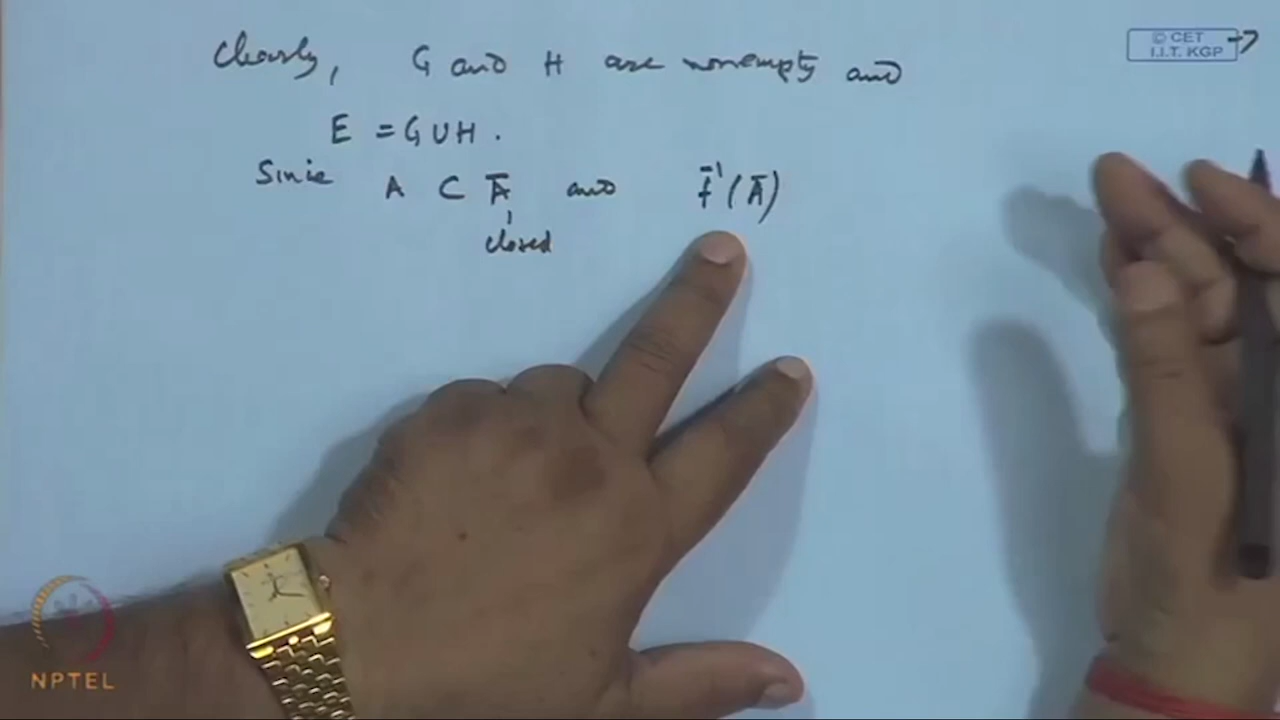 © CET
I.I.T. KGP
Clearly, G and H are nonempty and
E = G ∪ H .
Since A ⊂ Ā and f⁻¹(Ā)
closed
NPTEL